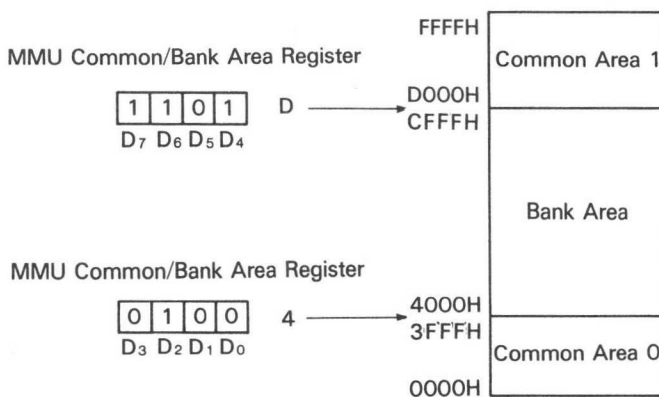 FFFFH
Common Area 1
MMU Common/Bank Area Register
1 1 0 1 D
D7 D6 D5 D4
D000H
CFFFH
Bank Area
MMU Common/Bank Area Register
0 1 0 0 4
D3 D2 D1 D0
4000H
3FFFH
Common Area 0
0000H